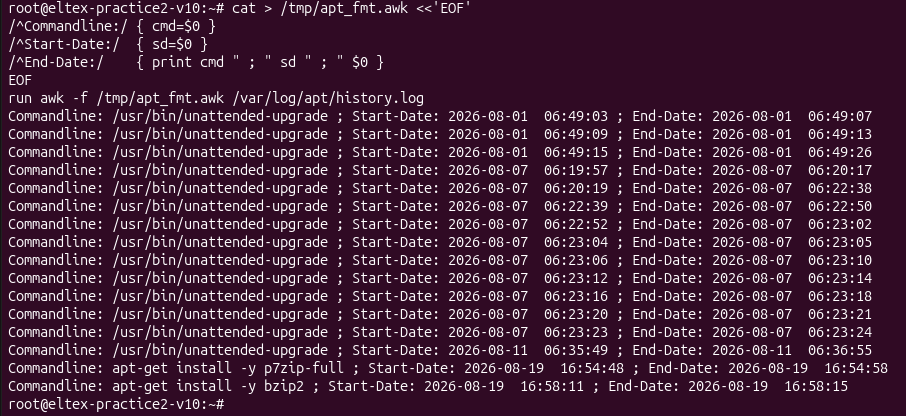 root@eltex-practice2-v10:~# cat > /tmp/apt_fmt.awk <<'EOF'
/^Commandline:/ { cmd=$0 }
/^Start-Date:/  { sd=$0 }
/^End-Date:/    { print cmd " ; " sd " ; " $0 }
EOF
run awk -f /tmp/apt_fmt.awk /var/log/apt/history.log
Commandline: /usr/bin/unattended-upgrade ; Start-Date: 2026-08-01  06:49:03 ; End-Date: 2026-08-01  06:49:07
Commandline: /usr/bin/unattended-upgrade ; Start-Date: 2026-08-01  06:49:09 ; End-Date: 2026-08-01  06:49:13
Commandline: /usr/bin/unattended-upgrade ; Start-Date: 2026-08-01  06:49:15 ; End-Date: 2026-08-01  06:49:26
Commandline: /usr/bin/unattended-upgrade ; Start-Date: 2026-08-07  06:19:57 ; End-Date: 2026-08-07  06:20:17
Commandline: /usr/bin/unattended-upgrade ; Start-Date: 2026-08-07  06:20:19 ; End-Date: 2026-08-07  06:22:38
Commandline: /usr/bin/unattended-upgrade ; Start-Date: 2026-08-07  06:22:39 ; End-Date: 2026-08-07  06:22:50
Commandline: /usr/bin/unattended-upgrade ; Start-Date: 2026-08-07  06:22:52 ; End-Date: 2026-08-07  06:23:02
Commandline: /usr/bin/unattended-upgrade ; Start-Date: 2026-08-07  06:23:04 ; End-Date: 2026-08-07  06:23:05
Commandline: /usr/bin/unattended-upgrade ; Start-Date: 2026-08-07  06:23:06 ; End-Date: 2026-08-07  06:23:10
Commandline: /usr/bin/unattended-upgrade ; Start-Date: 2026-08-07  06:23:12 ; End-Date: 2026-08-07  06:23:14
Commandline: /usr/bin/unattended-upgrade ; Start-Date: 2026-08-07  06:23:16 ; End-Date: 2026-08-07  06:23:18
Commandline: /usr/bin/unattended-upgrade ; Start-Date: 2026-08-07  06:23:20 ; End-Date: 2026-08-07  06:23:21
Commandline: /usr/bin/unattended-upgrade ; Start-Date: 2026-08-07  06:23:23 ; End-Date: 2026-08-07  06:23:24
Commandline: /usr/bin/unattended-upgrade ; Start-Date: 2026-08-11  06:35:49 ; End-Date: 2026-08-11  06:36:55
Commandline: apt-get install -y p7zip-full ; Start-Date: 2026-08-19  16:54:48 ; End-Date: 2026-08-19  16:54:58
Commandline: apt-get install -y bzip2 ; Start-Date: 2026-08-19  16:58:11 ; End-Date: 2026-08-19  16:58:15
root@eltex-practice2-v10:~#